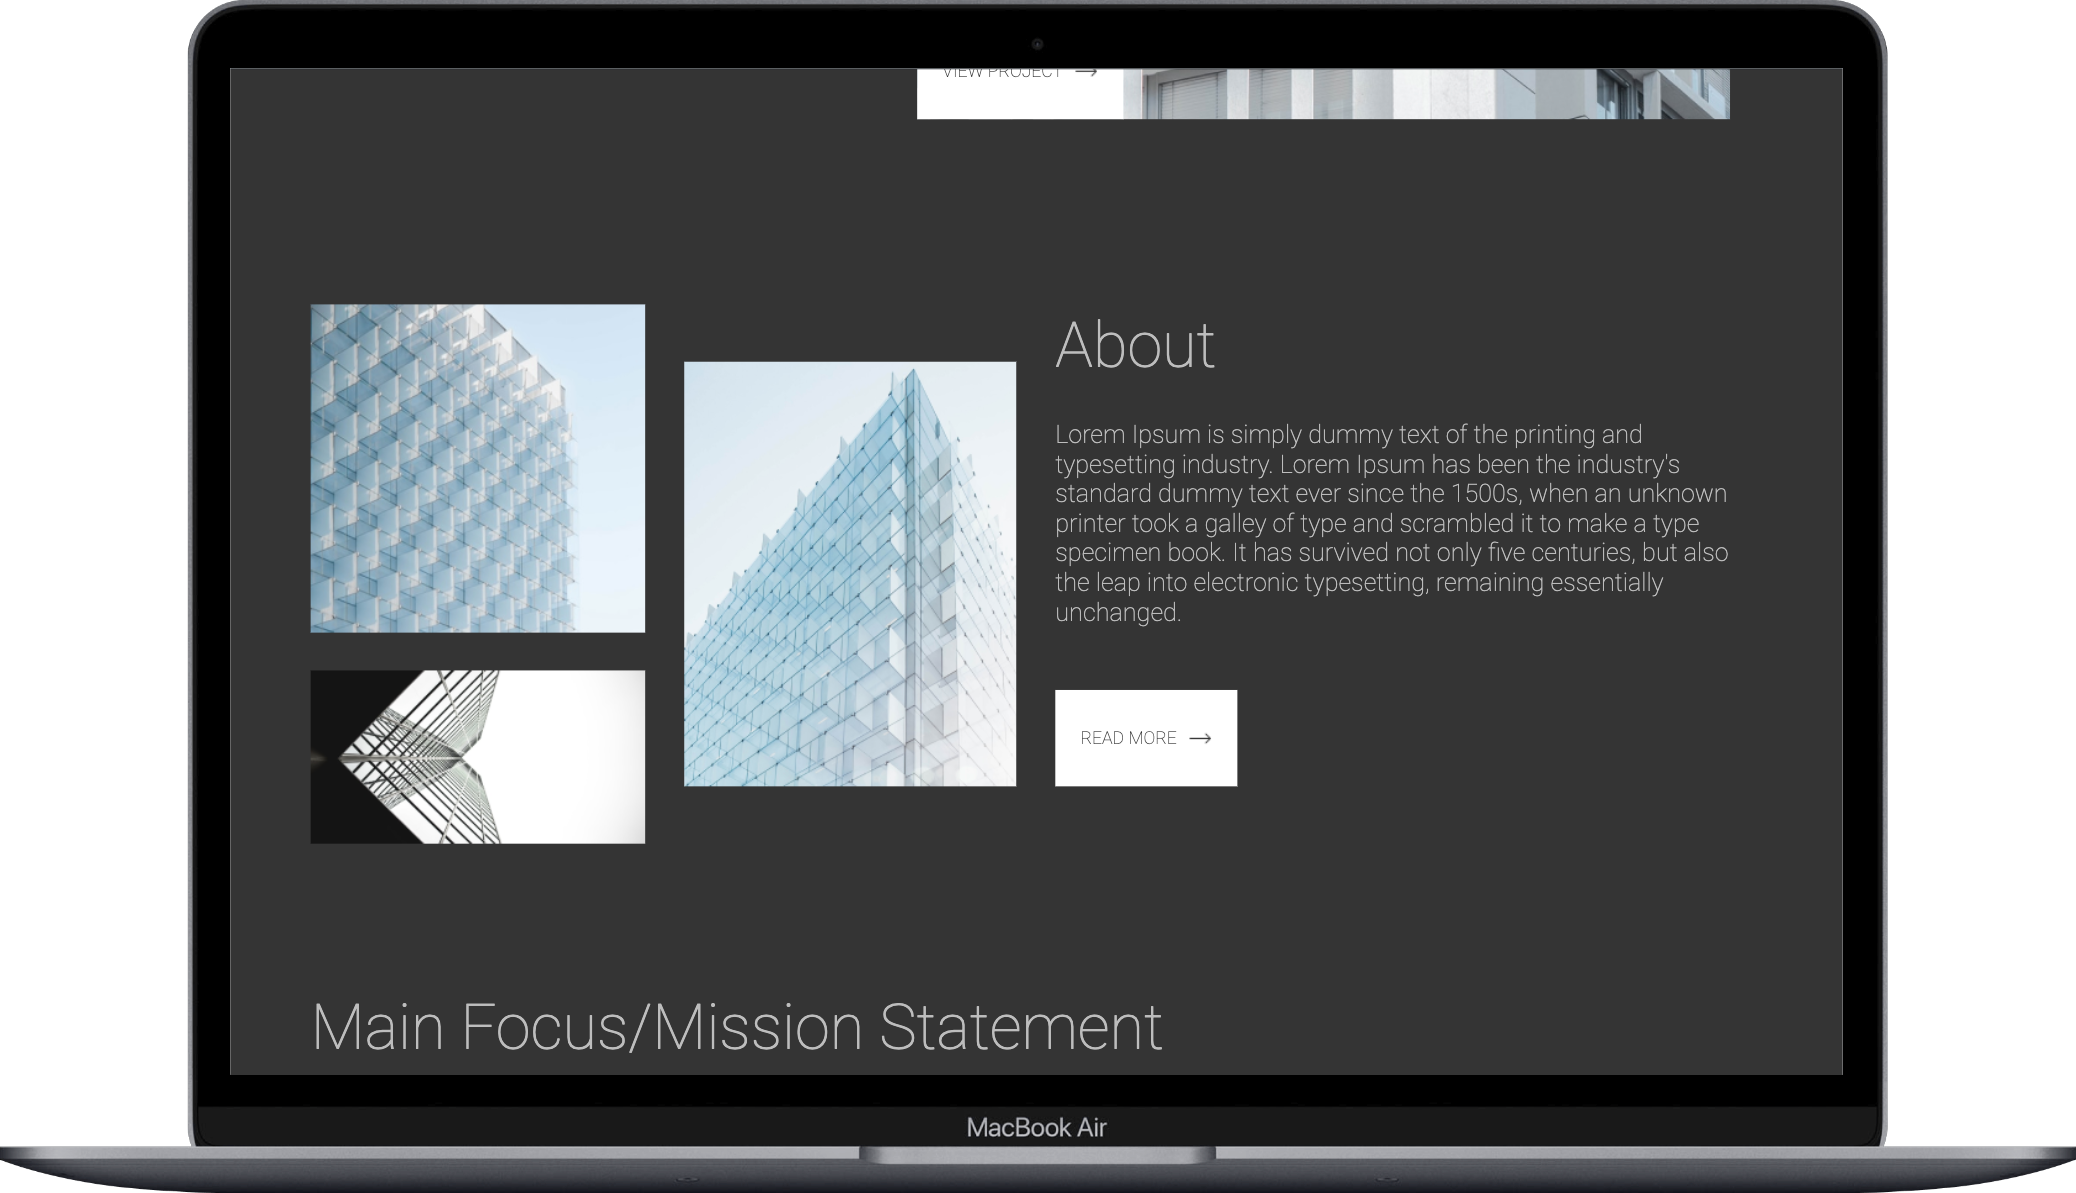 VIEW PROJECT
About
Lorem Ipsum is simply dummy text of the printing and
typesetting industry. Lorem Ipsum has been the industry's
standard dummy text ever since the 1500s, when an unknown
printer took a galley of type and scrambled it to make a type
specimen book. It has survived not only five centuries, but also
the leap into electronic typesetting, remaining essentially
unchanged.
READ MORE
Main Focus/Mission Statement
MacBook Air